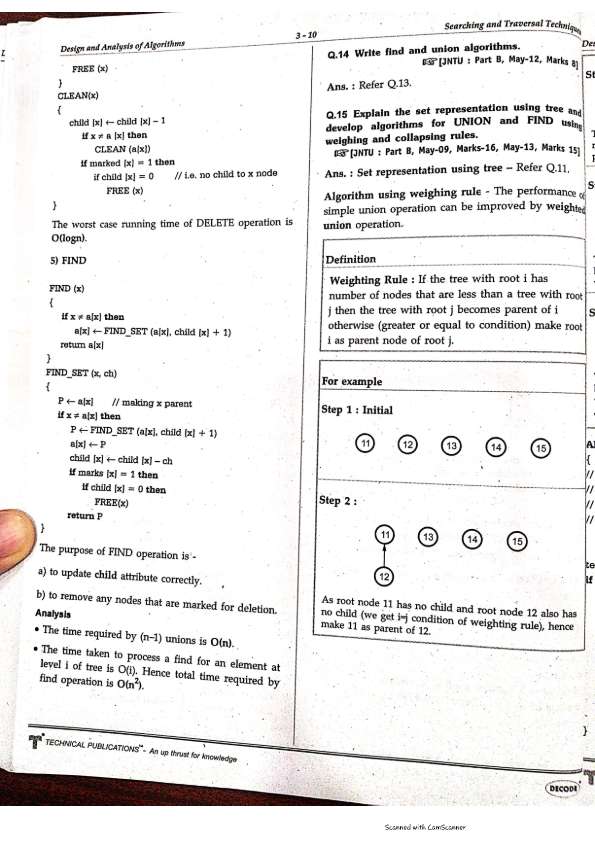 Design and Analysis of Algorithms
3 - 10
Searching and Traversal Techniques
FREE (x)
}
CLEAN(x)
{
child [x] ← child [x] – 1
if x ≠ a [x] then
CLEAN (a[x])
if marked [x] = 1 then
if child [x] = 0 // i.e. no child to x node
FREE (x)
}
The worst case running time of DELETE operation is
O(logn).
5) FIND
FIND (x)
{
if x ≠ a[x] then
a[x] ← FIND_SET (a[x], child [x] + 1)
return a[x]
}
FIND_SET (x, ch)
{
P ← a[x] // making x parent
if x ≠ a[x] then
P ← FIND_SET (a[x], child [x] + 1)
a[x] ← P
child [x] ← child [x] – ch
if marks [x] = 1 then
if child [x] = 0 then
FREE(x)
return P
}
The purpose of FIND operation is -
a) to update child attribute correctly.
b) to remove any nodes that are marked for deletion.
Analysis
• The time required by (n–1) unions is O(n).
• The time taken to process a find for an element at
level i of tree is O(i). Hence total time required by
find operation is O(n²).
Q.14 Write find and union algorithms.
[JNTU : Part B, May-12, Marks 8]
Ans. : Refer Q.13.
Q.15 Explain the set representation using tree and
develop algorithms for UNION and FIND using
weighing and collapsing rules.
[JNTU : Part B, May-09, Marks-16, May-13, Marks 15]
Ans. : Set representation using tree – Refer Q.11.
Algorithm using weighing rule - The performance of
simple union operation can be improved by weighted
union operation.
Definition
Weighting Rule : If the tree with root i has
number of nodes that are less than a tree with root
j then the tree with root j becomes parent of i
otherwise (greater or equal to condition) make root
i as parent node of root j.
For example
Step 1 : Initial
11 12 13 14 15
Step 2 :
11 13 14 15
12
As root node 11 has no child and root node 12 also has
no child (we get i=j condition of weighting rule), hence
make 11 as parent of 12.
TECHNICAL PUBLICATIONS™ - An up thrust for knowledge
DECODE
Scanned with CamScanner